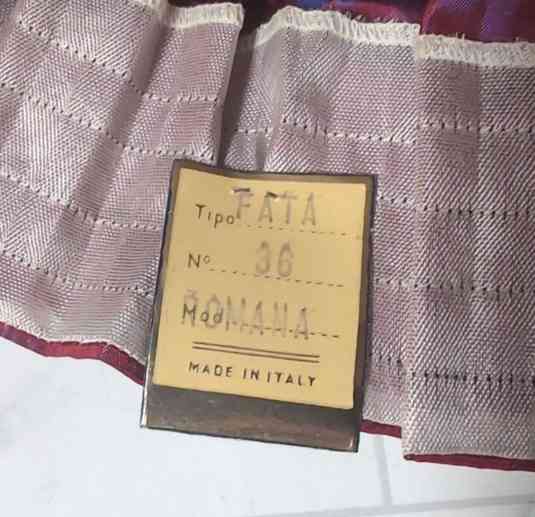 Tipo FATA
Nº 36
Mod. ROMANA
MADE IN ITALY